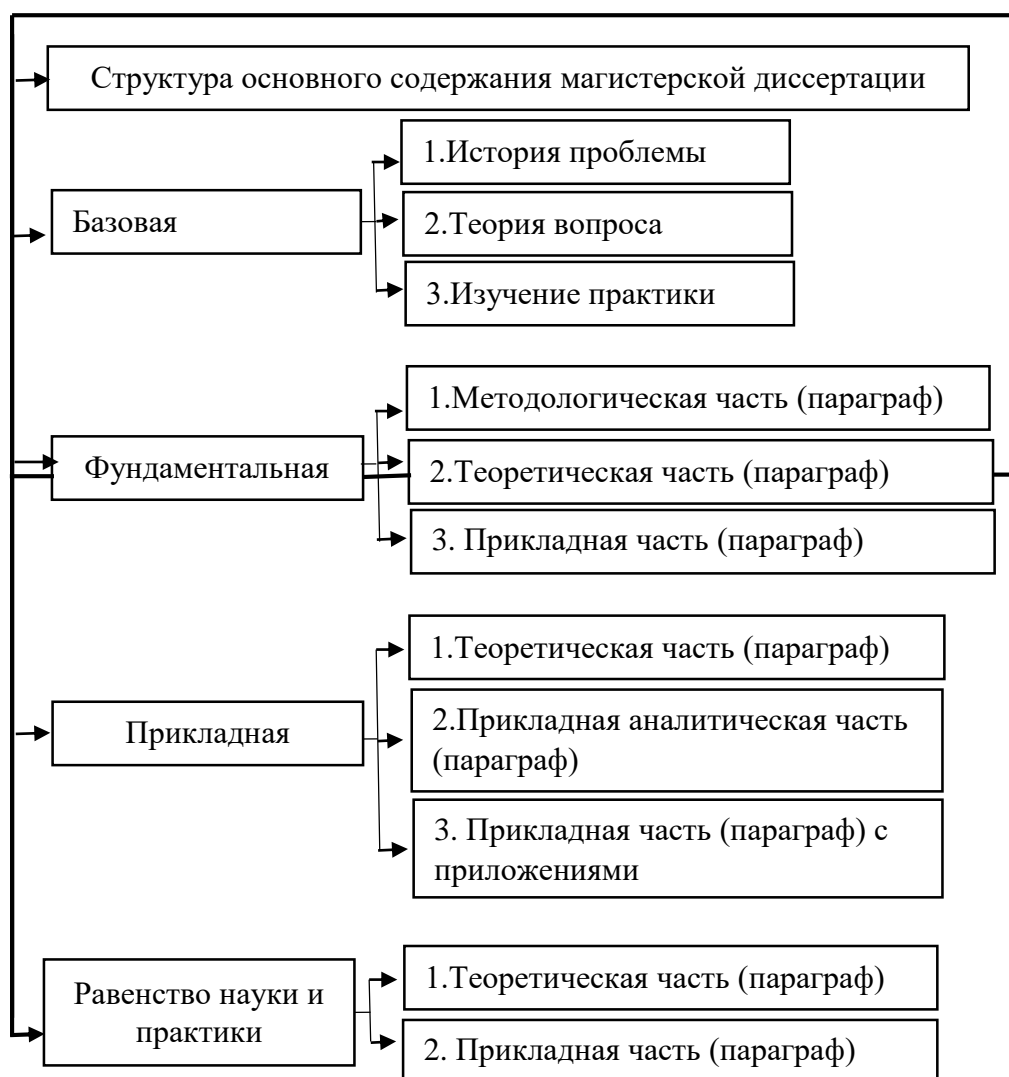 Структура основного содержания магистерской диссертации
1.История проблемы
Базовая
2.Теория вопроса
3.Изучение практики
1.Методологическая часть (параграф)
Фундаментальная
2.Теоретическая часть (параграф)
3. Прикладная часть (параграф)
1.Теоретическая часть (параграф)
Прикладная
2.Прикладная аналитическая часть
(параграф)
3. Прикладная часть (параграф) с
приложениями
Равенство науки и
практики
1.Теоретическая часть (параграф)
2. Прикладная часть (параграф)